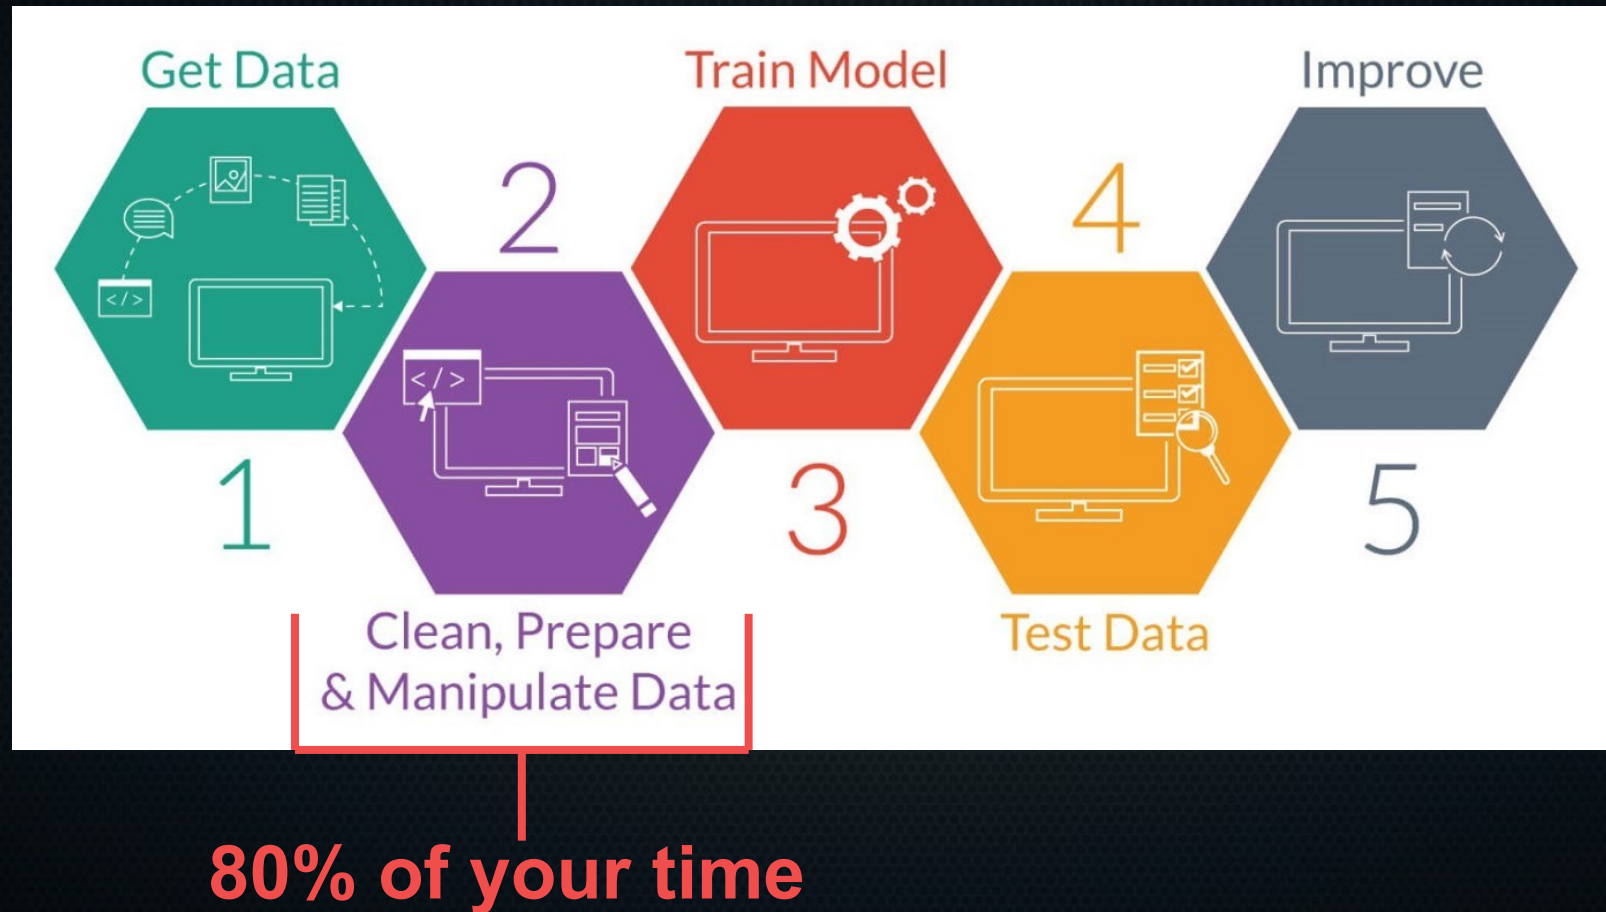 Get Data
1
2
Clean, Prepare
& Manipulate Data
Train Model
3
4
Test Data
Improve
5
</>
</>
80% of your time